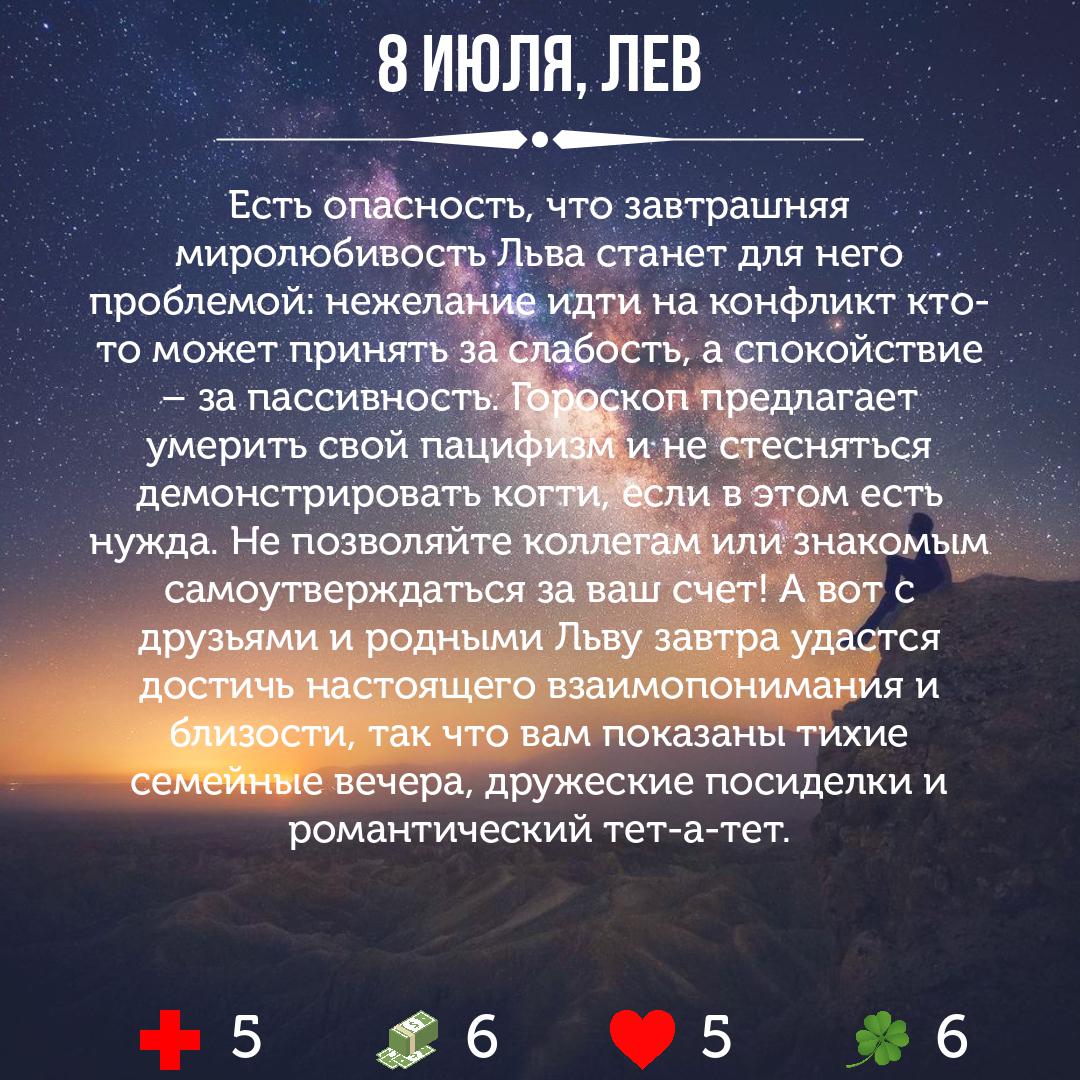 8 ИЮЛЯ, ЛЕВ
Есть опасность, что завтрашняя
миролюбивость Льва станет для него
проблемой: нежелание идти на конфликт кто-
то может принять за слабость, а спокойствие
– за пассивность. Гороскоп предлагает
умерить свой пацифизм и не стесняться
демонстрировать когти, если в этом есть
нужда. Не позволяйте коллегам или знакомым
самоутверждаться за ваш счет! А вот с
друзьями и родными Льву завтра удастся
достичь настоящего взаимопонимания и
близости, так что вам показаны тихие
семейные вечера, дружеские посиделки и
романтический тет-а-тет.
5 6 5 6